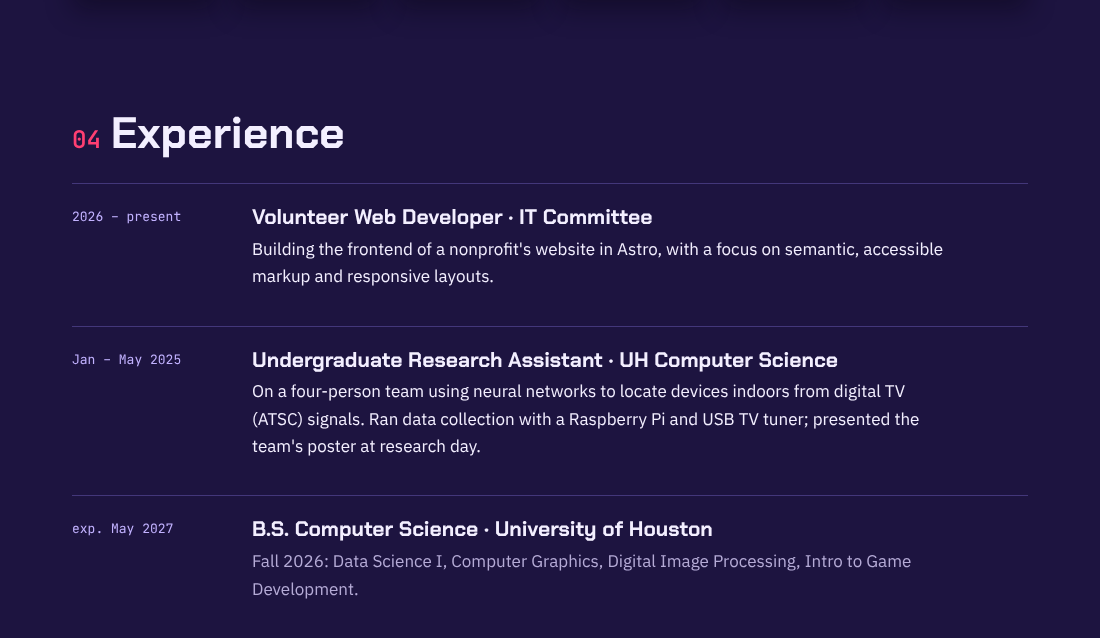 04 Experience
2026 – present
Volunteer Web Developer · IT Committee
Building the frontend of a nonprofit's website in Astro, with a focus on semantic, accessible
markup and responsive layouts.
Jan – May 2025
Undergraduate Research Assistant · UH Computer Science
On a four-person team using neural networks to locate devices indoors from digital TV
(ATSC) signals. Ran data collection with a Raspberry Pi and USB TV tuner; presented the
team's poster at research day.
exp. May 2027
B.S. Computer Science · University of Houston
Fall 2026: Data Science I, Computer Graphics, Digital Image Processing, Intro to Game
Development.